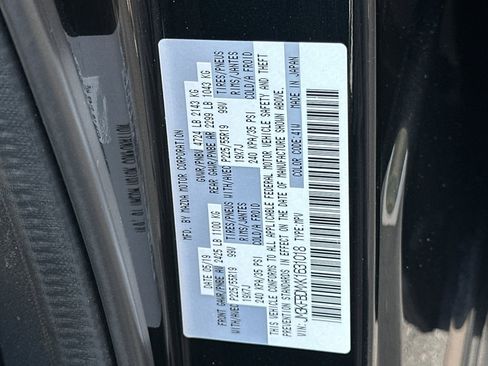 MFD. BY MAZDA MOTOR CORPORATION
DATE 05/19 GVWR/PNBE 4724 LB 2143 KG
FRONT GAWR/PNBE AV 2425 LB 1100 KG GAWR/PNBE AR 2299 LB 1043 KG
WITH/AVEC P225/55R19 99V TIRES/PNEUS WITH/AVEC P225/55R19 99V TIRES/PNEUS
19X7J RIMS/JANTES 19X7J RIMS/JANTES
240 KPA/35 PSI COLD/A FROID 240 KPA/35 PSI COLD/A FROID
THIS VEHICLE CONFORMS TO ALL APPLICABLE FEDERAL MOTOR VEHICLE SAFETY AND THEFT
PREVENTION STANDARDS IN EFFECT ON THE DATE OF MANUFACTURE SHOWN ABOVE.
VIN: TYPE:MPV COLOR CODE:41W MADE IN JAPAN